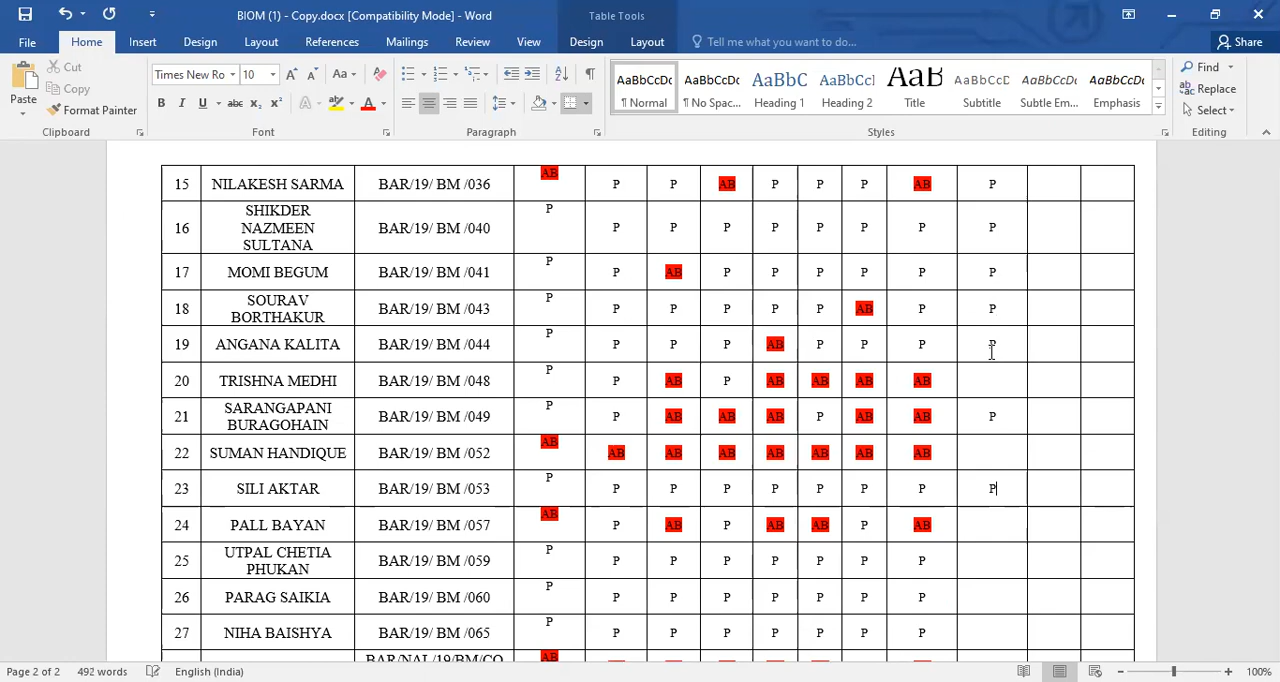 BIOM (1) - Copy.docx [Compatibility Mode] - Word
Table Tools
File Home Insert Design Layout References Mailings Review View Design Layout Tell me what you want to do... Share
Paste Cut Copy Format Painter
Times New Ro 10
AaBbCcDc AaBbCcDc AaBbC AaBbCcI AaB AaBbCcD AaBbCcDc AaBbCcDc
¶ Normal ¶ No Spac... Heading 1 Heading 2 Title Subtitle Subtle Em... Emphasis
Find Replace Select
Clipboard Font Paragraph Styles Editing
15 NILAKESH SARMA BAR/19/ BM /036 AB P P AB P P P AB P
16 SHIKDER NAZMEEN SULTANA BAR/19/ BM /040 P P P P P P P P P
17 MOMI BEGUM BAR/19/ BM /041 P P AB P P P P P P
18 SOURAV BORTHAKUR BAR/19/ BM /043 P P P P P P AB P P
19 ANGANA KALITA BAR/19/ BM /044 P P P P AB P P P P
20 TRISHNA MEDHI BAR/19/ BM /048 P P AB P AB AB AB AB
21 SARANGAPANI BURAGOHAIN BAR/19/ BM /049 P P AB AB AB P AB AB P
22 SUMAN HANDIQUE BAR/19/ BM /052 AB AB AB AB AB AB AB AB
23 SILI AKTAR BAR/19/ BM /053 P P P P P P P P P
24 PALL BAYAN BAR/19/ BM /057 AB P AB P AB AB P AB
25 UTPAL CHETIA PHUKAN BAR/19/ BM /059 P P P P P P P P
26 PARAG SAIKIA BAR/19/ BM /060 P P P P P P P P
27 NIHA BAISHYA BAR/19/ BM /065 P P P P P P P P
BAR/NAL/19/BM/CO AB
Page 2 of 2 492 words English (India) 100%